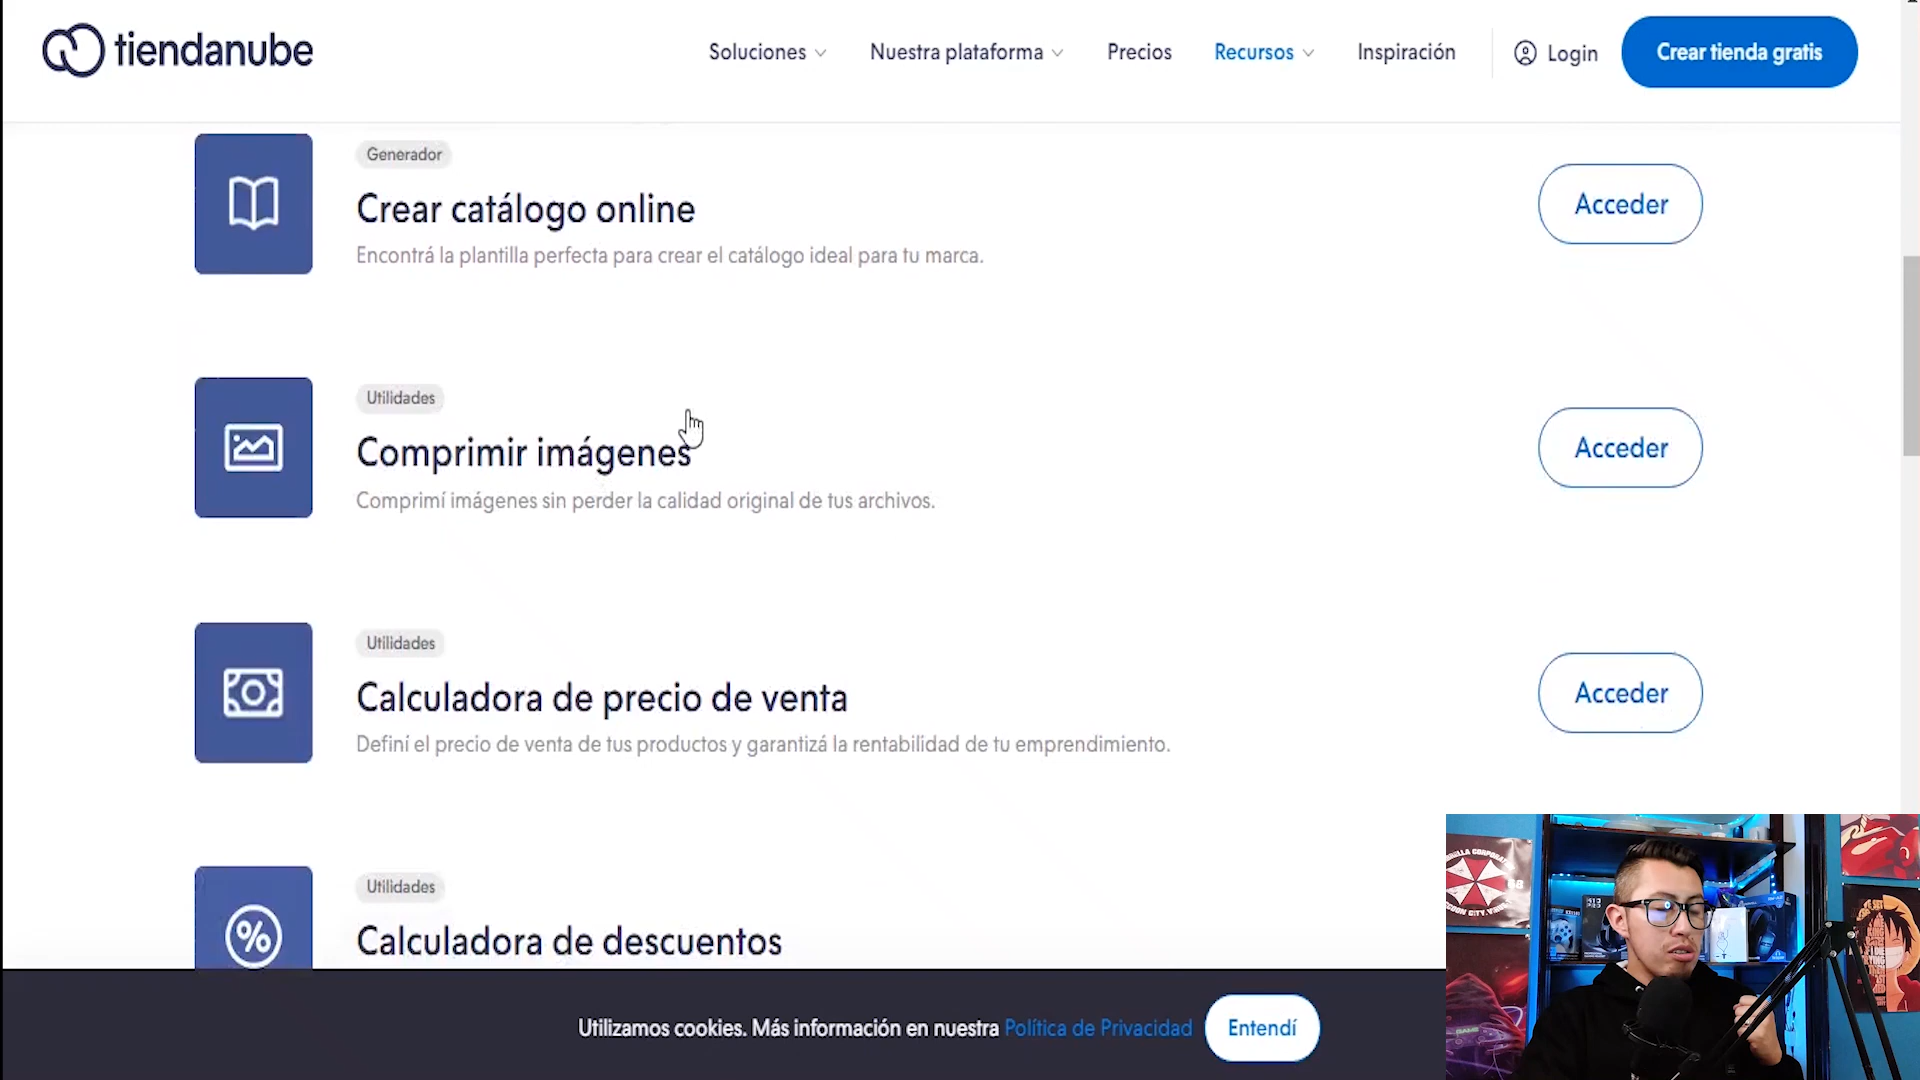 tiendanube
Soluciones
Nuestra plataforma
Precios
Recursos
Inspiración
Login
Crear tienda gratis
Generador
Crear catálogo online
Encontrá la plantilla perfecta para crear el catálogo ideal para tu marca.
Acceder
Utilidades
Comprimir imágenes
Comprimí imágenes sin perder la calidad original de tus archivos.
Acceder
Utilidades
Calculadora de precio de venta
Definí el precio de venta de tus productos y garantizá la rentabilidad de tu emprendimiento.
Acceder
Utilidades
Calculadora de descuentos
Utilizamos cookies. Más información en nuestra Política de Privacidad
Entendí